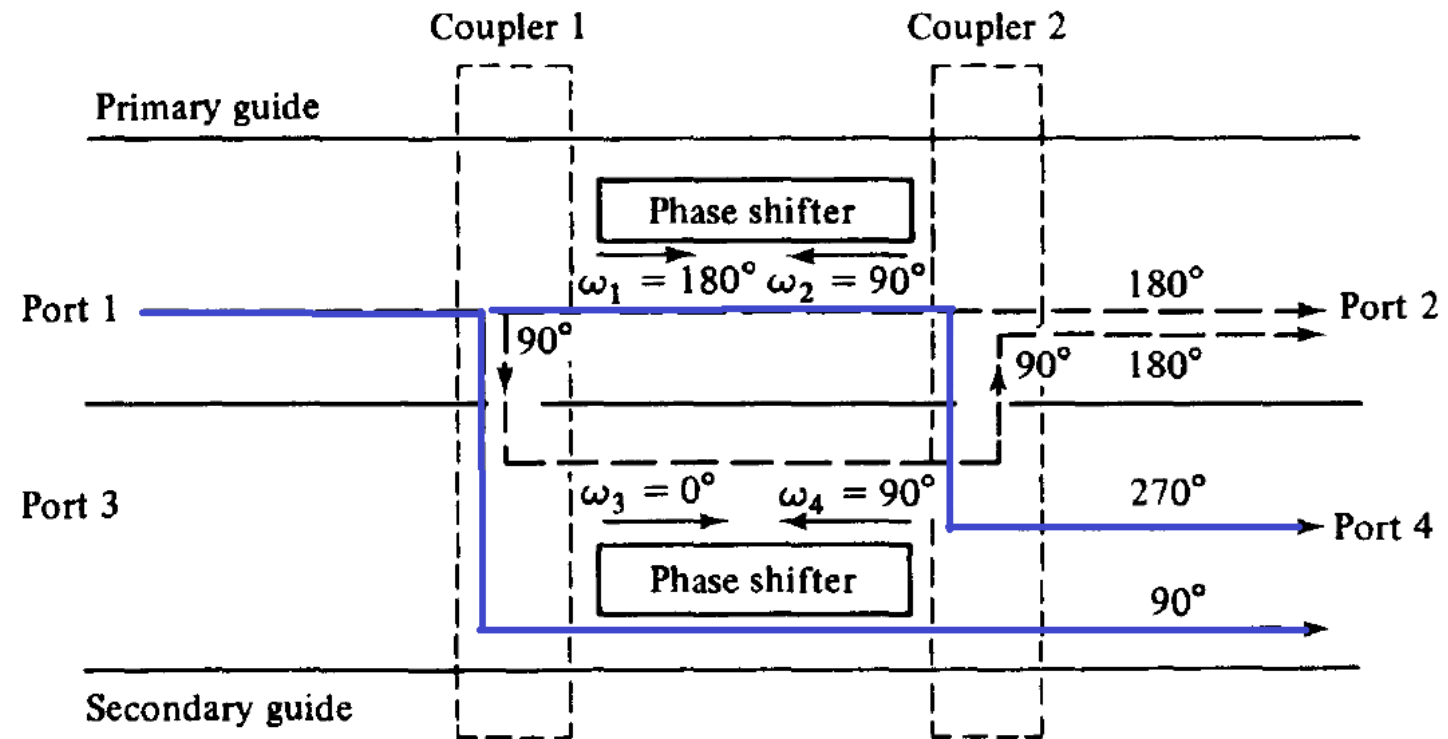 Coupler 1
Coupler 2
Primary guide
Phase shifter
ω₁ = 180° ω₂ = 90°
180°
Port 1
Port 2
90°
90°
180°
ω₃ = 0°
ω₄ = 90°
270°
Port 3
Port 4
Phase shifter
90°
Secondary guide